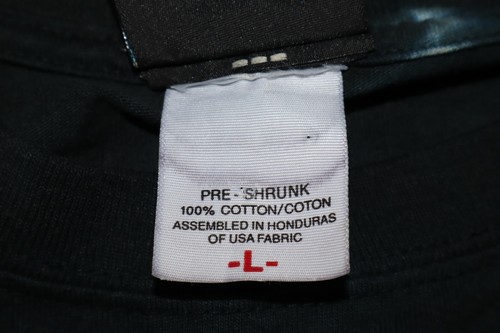 PRE-SHRUNK
100% COTTON/COTON
ASSEMBLED IN HONDURAS
OF USA FABRIC
-L-